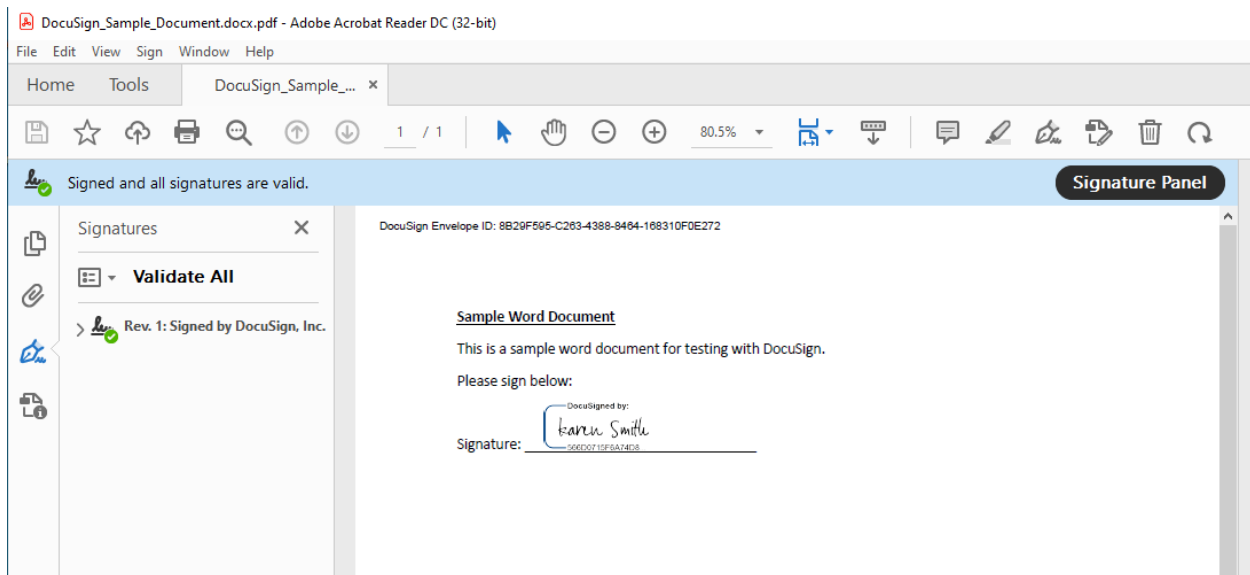 DocuSign_Sample_Document.docx.pdf - Adobe Acrobat Reader DC (32-bit)
File Edit View Sign Window Help
Home Tools DocuSign_Sample_... ×
1 / 1 80.5%
Signed and all signatures are valid. Signature Panel
Signatures
Validate All
Rev. 1: Signed by DocuSign, Inc.
DocuSign Envelope ID: 8B29F595-C263-4388-8464-168310F0E272
Sample Word Document
This is a sample word document for testing with DocuSign.
Please sign below:
DocuSigned by:
karen Smith
Signature:
566D0715F6A74D8